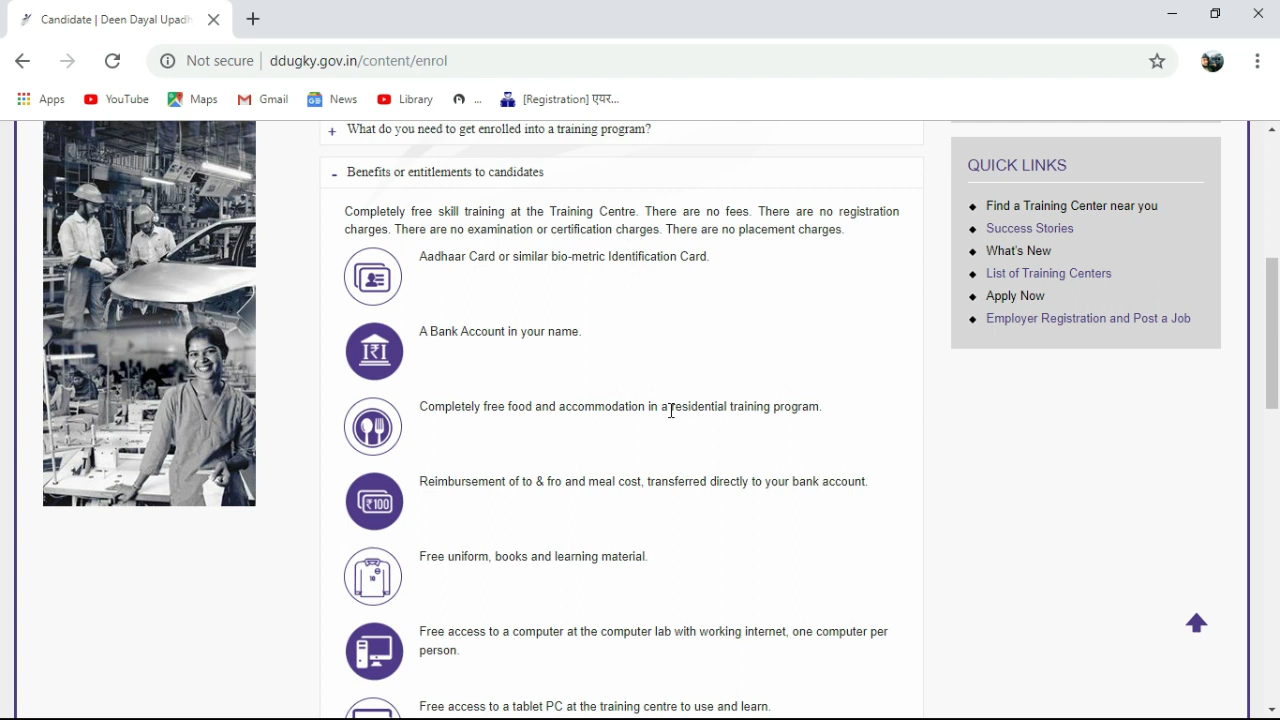 Candidate | Deen Dayal Upadh
Not secure
ddugky.gov.in/content/enrol
Apps
YouTube
Maps
Gmail
News
Library
...
[Registration] एयर...
+ What do you need to get enrolled into a training program?
- Benefits or entitlements to candidates
Completely free skill training at the Training Centre. There are no fees. There are no registration
charges. There are no examination or certification charges. There are no placement charges.
Aadhaar Card or similar bio-metric Identification Card.
A Bank Account in your name.
Completely free food and accommodation in a residential training program.
₹100
Reimbursement of to & fro and meal cost, transferred directly to your bank account.
10
Free uniform, books and learning material.
Free access to a computer at the computer lab with working internet, one computer per
person.
Free access to a tablet PC at the training centre to use and learn.
QUICK LINKS
Find a Training Center near you
Success Stories
What's New
List of Training Centers
Apply Now
Employer Registration and Post a Job